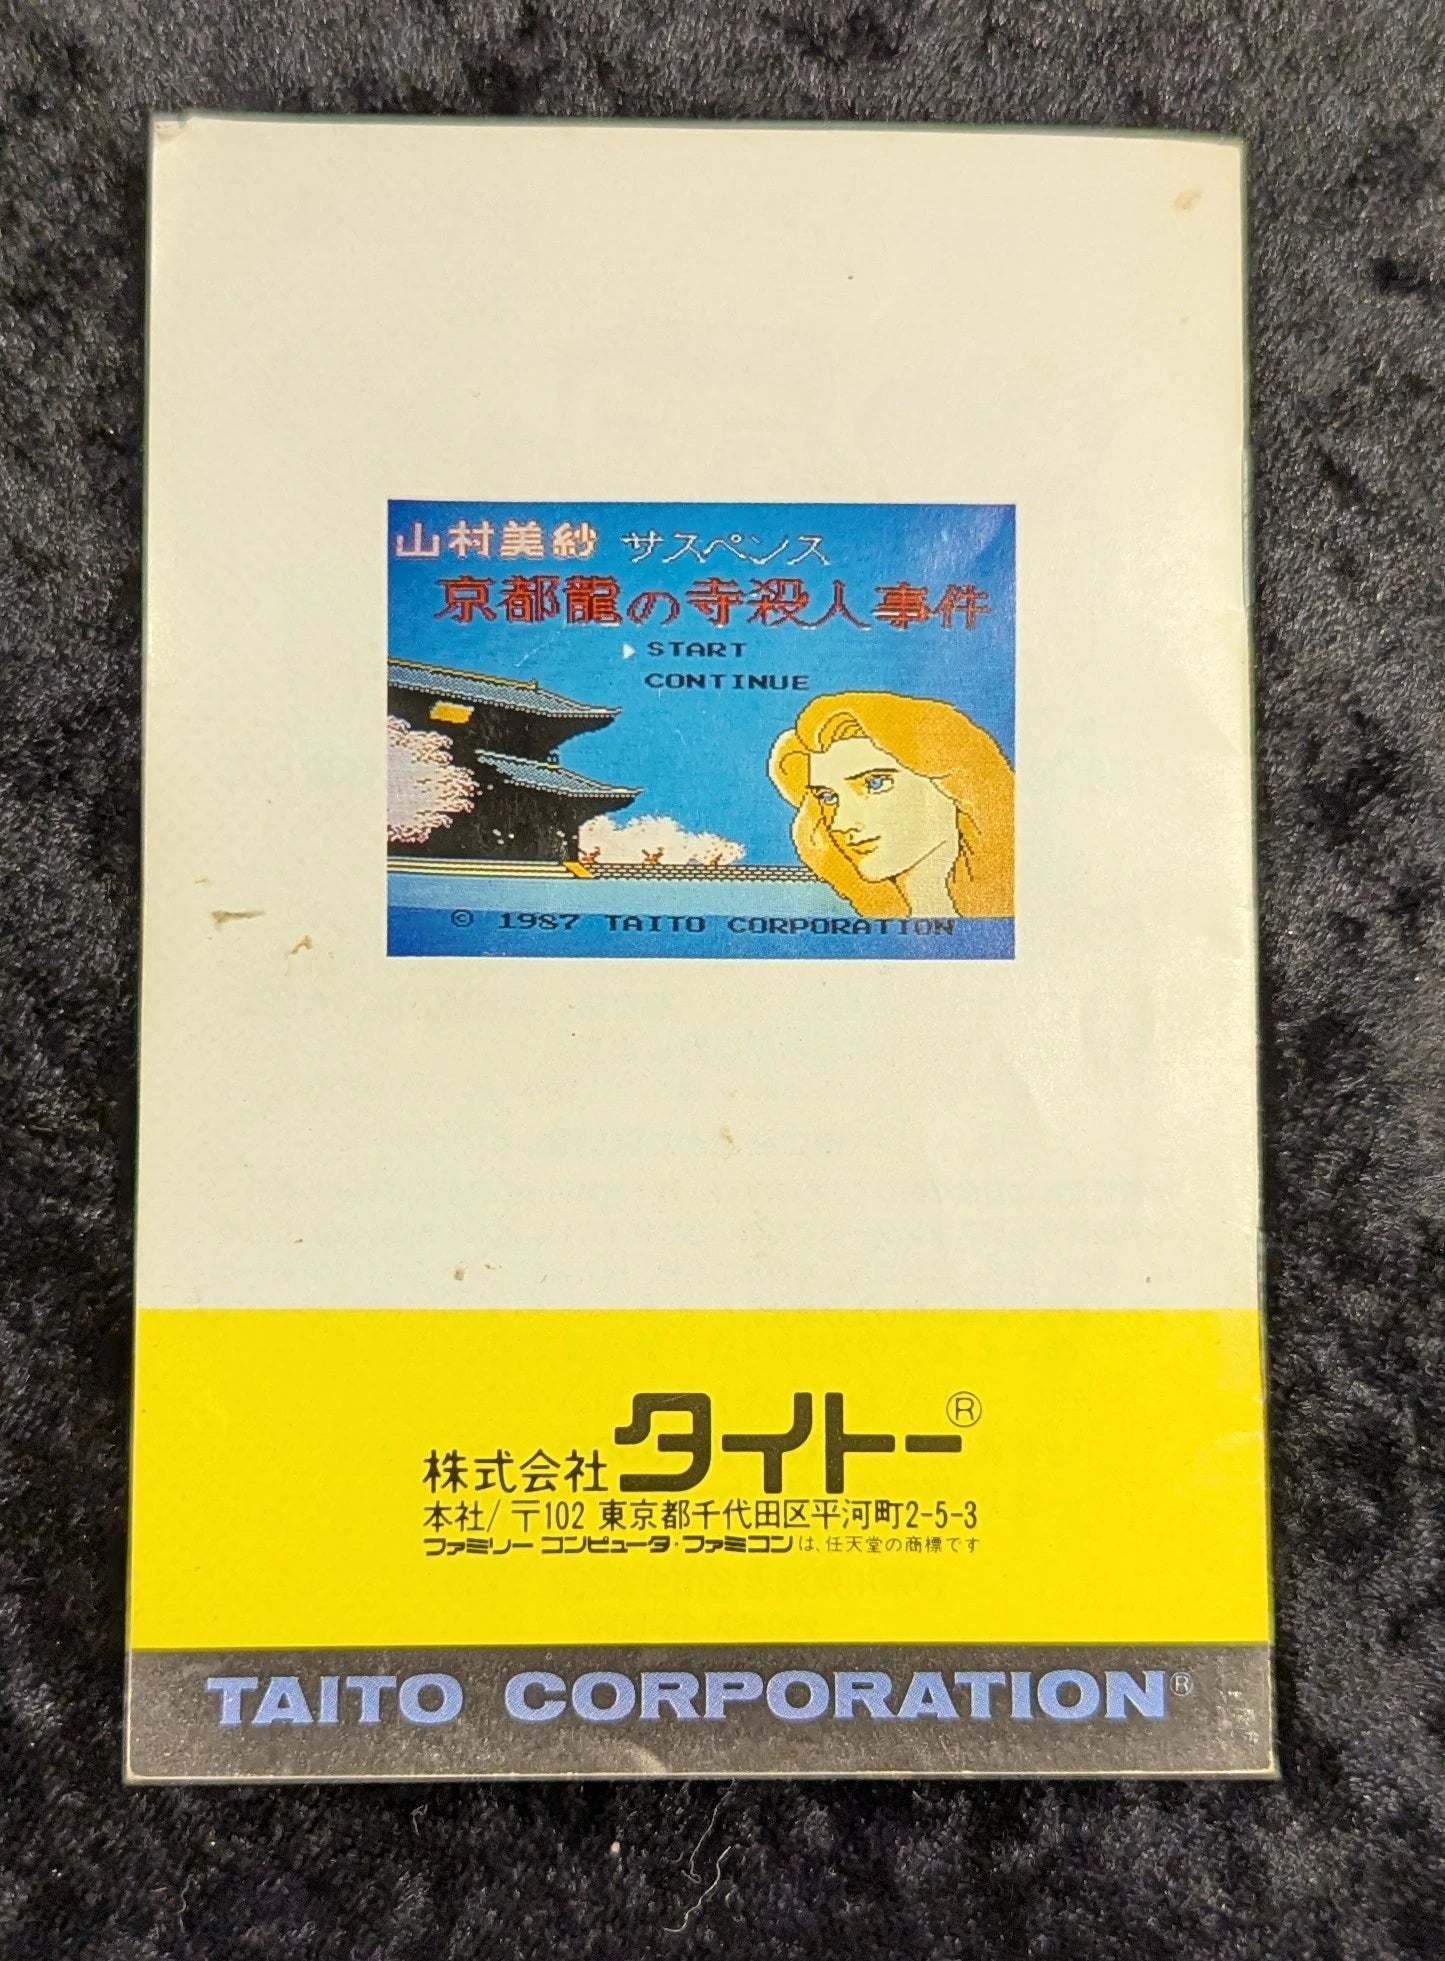 山村美紗 サスペンス
京都龍の寺殺人事件
START
CONTINUE
© 1987 TAITO CORPORATION
株式会社タイトー®
本社/〒102 東京都千代田区平河町2-5-3
ファミリーコンピュータ・ファミコンは、任天堂の商標です
TAITO CORPORATION®